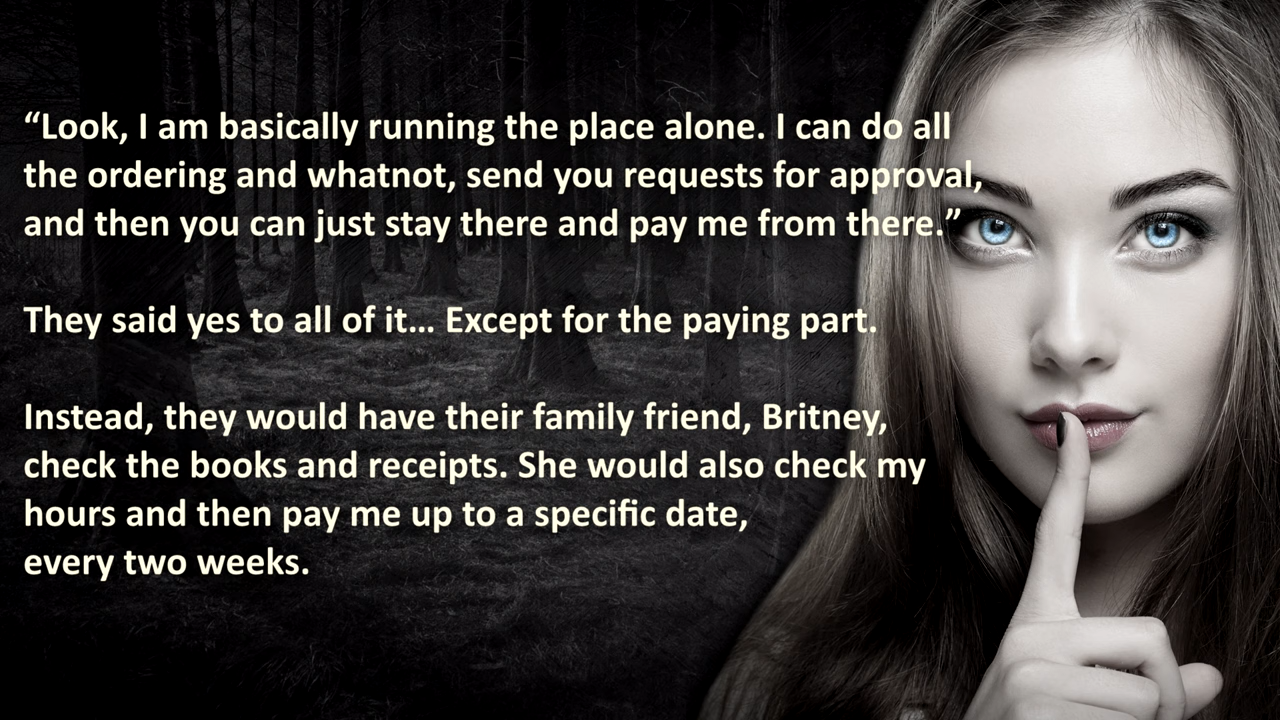 “Look, I am basically running the place alone. I can do all
the ordering and whatnot, send you requests for approval,
and then you can just stay there and pay me from there.”
They said yes to all of it... Except for the paying part.
Instead, they would have their family friend, Britney,
check the books and receipts. She would also check my
hours and then pay me up to a specific date,
every two weeks.